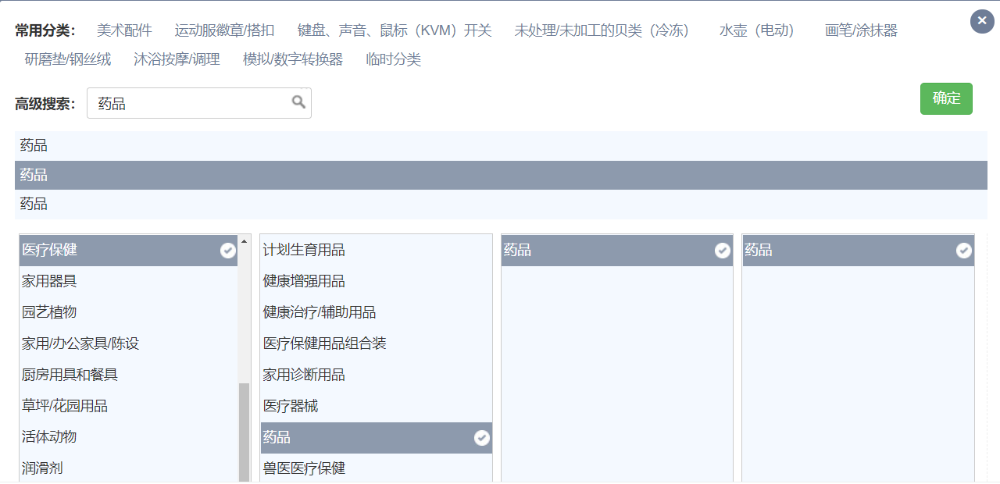 常用分类： 美术配件 运动服徽章/搭扣 键盘、声音、鼠标（KVM）开关 未处理/未加工的贝类（冷冻） 水壶（电动） 画笔/涂抹器
研磨垫/钢丝绒 沐浴按摩/调理 模拟/数字转换器 临时分类
高级搜索： 药品 确定
药品
药品
药品
医疗保健 计划生育用品 药品 药品
家用器具 健康增强用品
园艺植物 健康治疗/辅助用品
家用/办公家具/陈设 医疗保健用品组合装
厨房用具和餐具 家用诊断用品
草坪/花园用品 医疗器械
活体动物 药品
润滑剂 兽医医疗保健